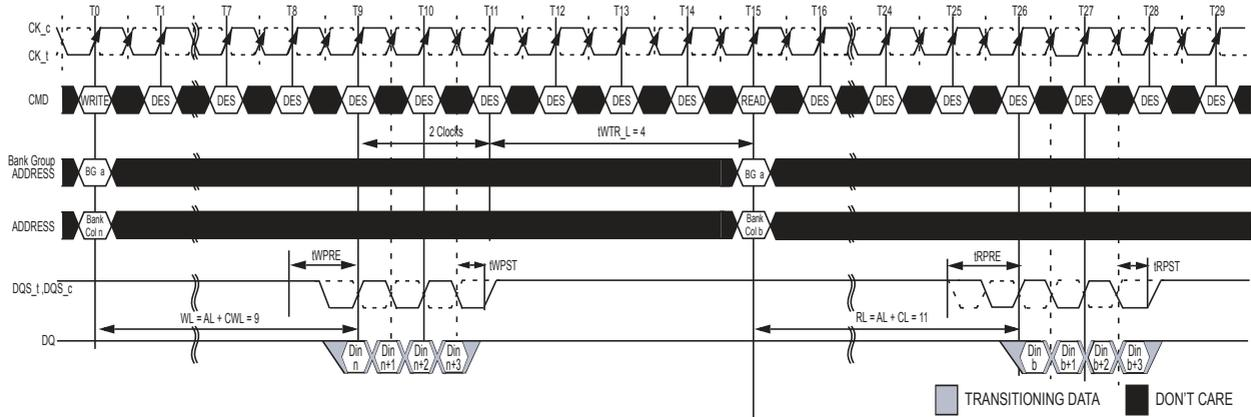 T0 T1 T7 T8 T9 T10 T11 T12 T13 T14 T15 T16 T24 T25 T26 T27 T28 T29
CK_c
CK_t
CMD WRITE DES DES DES DES DES DES DES DES DES READ DES DES DES DES DES DES DES
2 Clocks tWTR_L = 4
Bank Group
ADDRESS BG a BG a
ADDRESS Bank Col n Bank Col b
tWPRE tWPST tRPRE tRPST
DQS_t ,DQS_c
WL = AL + CWL = 9 RL = AL + CL = 11
DQ Din n Din n+1 Din n+2 Din n+3 Din b Din b+1 Din b+2 Din b+3
TRANSITIONING DATA DON'T CARE